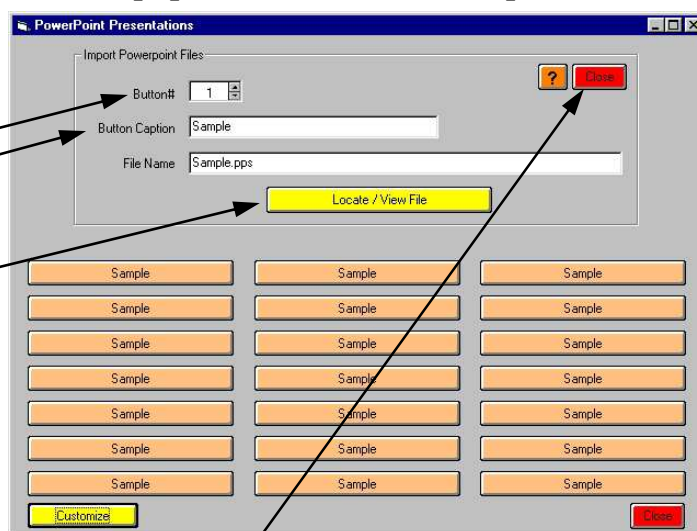 PowerPoint Presentations
Import Powerpoint Files
Button# 1 ? Close
Button Caption Sample
File Name Sample.pps
Locate / View File
Sample Sample Sample
Sample Sample Sample
Sample Sample Sample
Sample Sample Sample
Sample Sample Sample
Sample Sample Sample
Sample Sample Sample
Customize Close